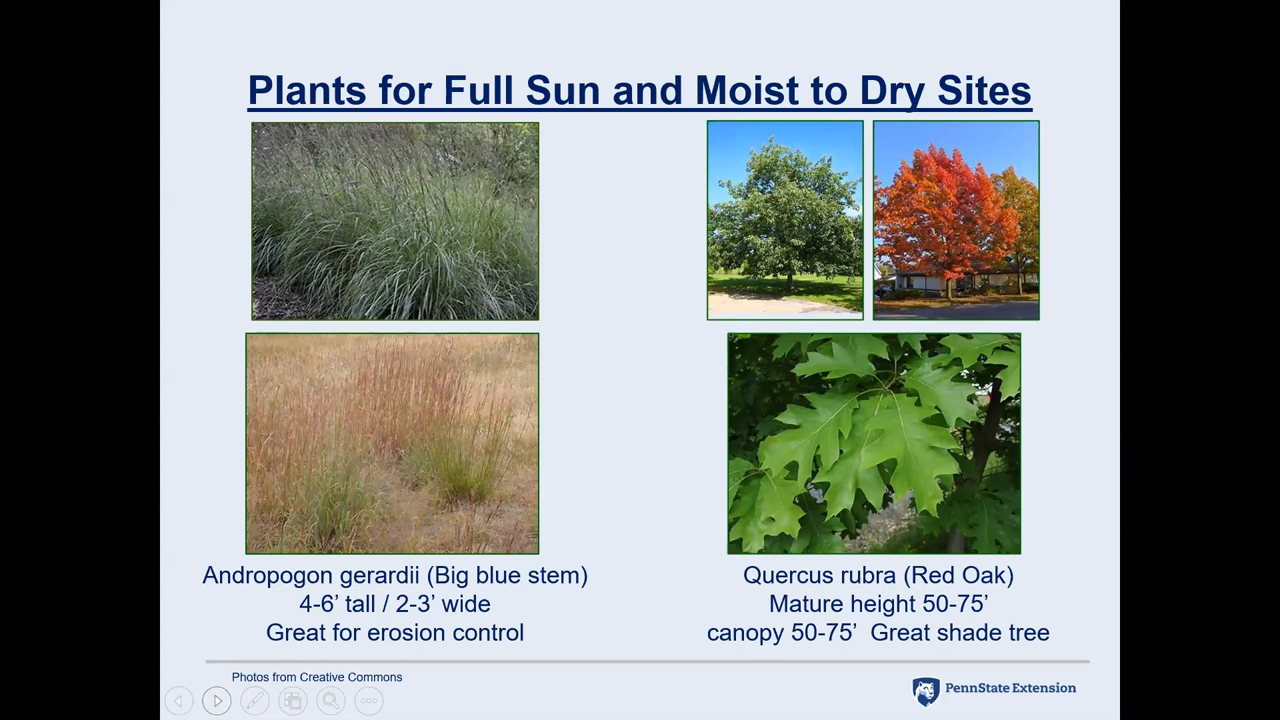 Plants for Full Sun and Moist to Dry Sites
Andropogon gerardii (Big blue stem)
4-6’ tall / 2-3’ wide
Great for erosion control
Quercus rubra (Red Oak)
Mature height 50-75’
canopy 50-75’  Great shade tree
Photos from Creative Commons
PennState Extension